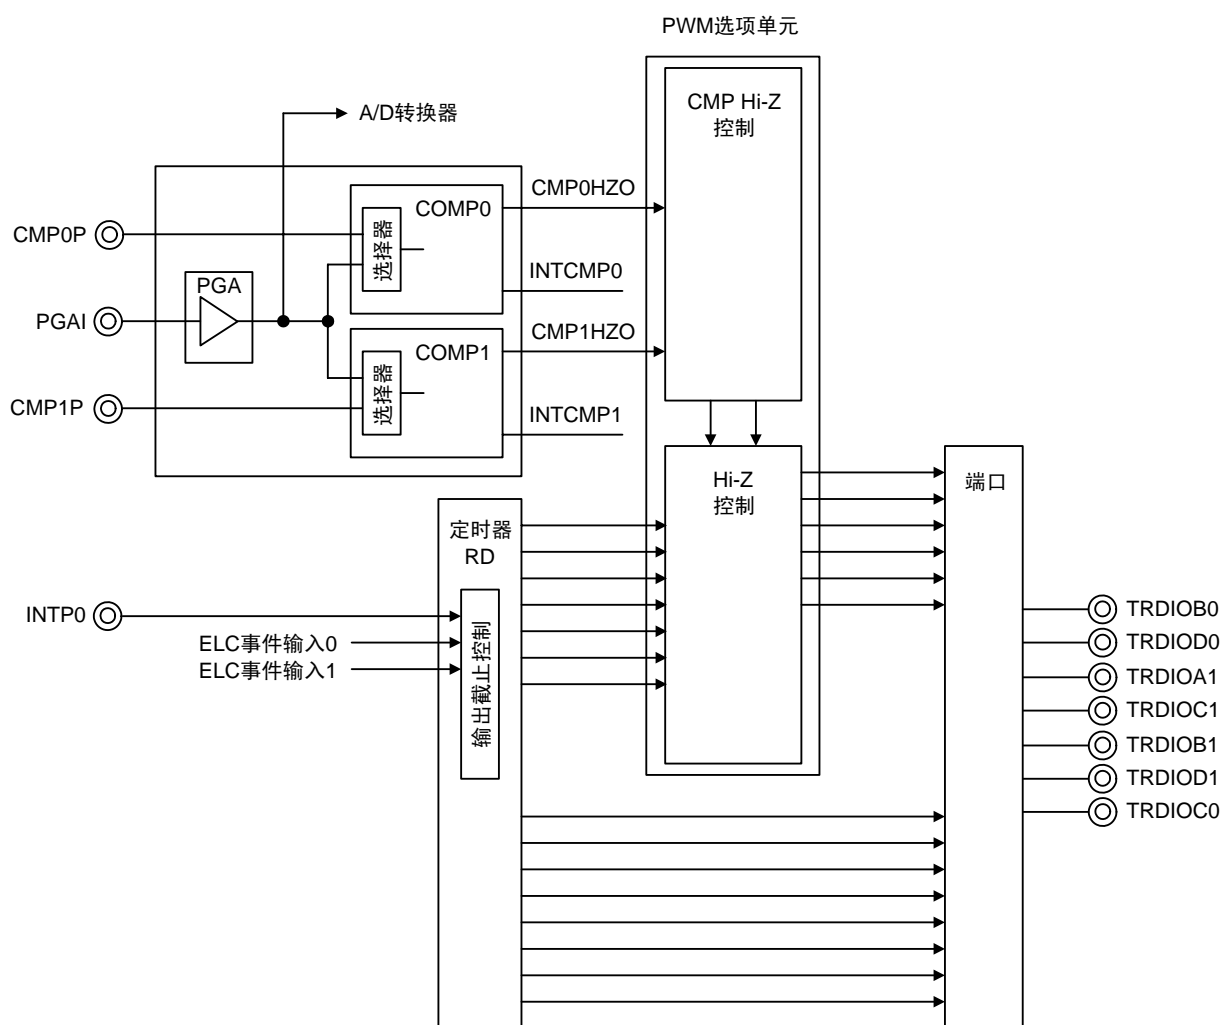 PWM选项单元
CMP Hi-Z
控制
A/D转换器
CMP0HZO
COMP0
选择器
CMP0P
INTCMP0
PGA
PGAI
CMP1HZO
COMP1
选择器
CMP1P
INTCMP1
Hi-Z
控制
端口
定时器
RD
INTP0
ELC事件输入0
ELC事件输入1
输出截止控制
TRDIOB0
TRDIOD0
TRDIOA1
TRDIOC1
TRDIOB1
TRDIOD1
TRDIOC0